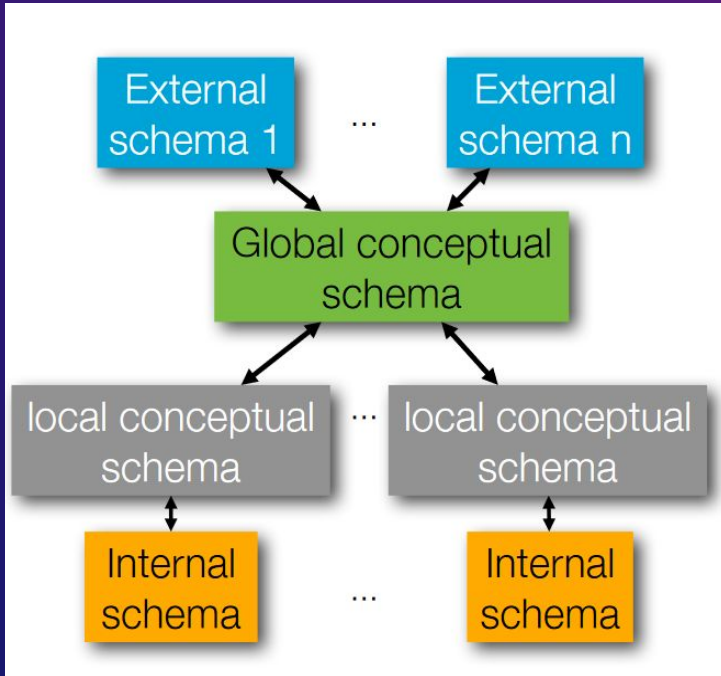 External
schema 1
...
External
schema n
Global conceptual
schema
local conceptual
schema
...
local conceptual
schema
Internal
schema
...
Internal
schema